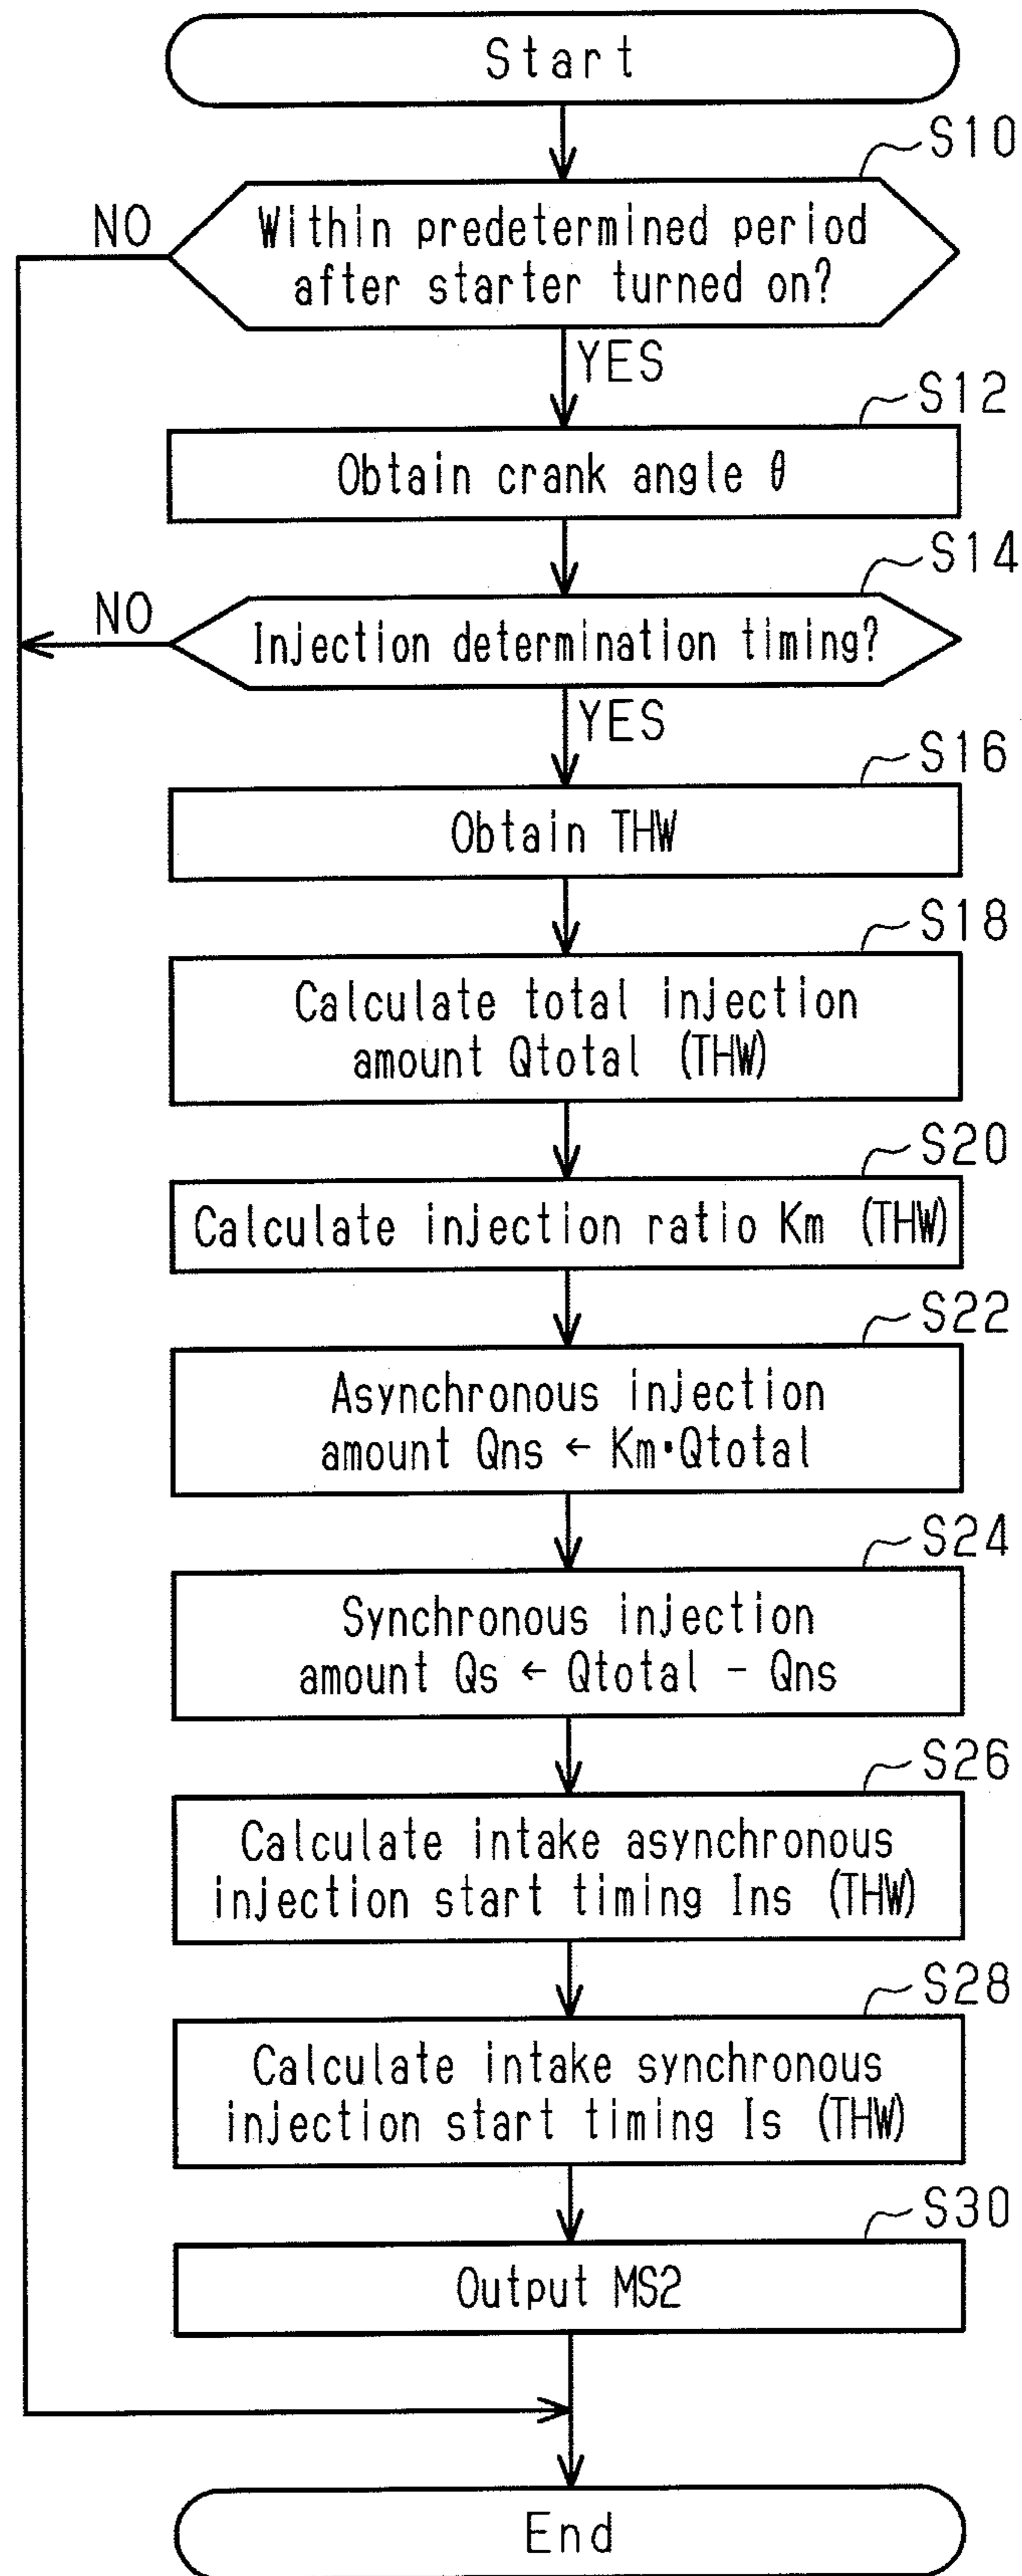 Start
S10
NO
Within predetermined period
after starter turned on?
YES
S12
Obtain crank angle θ
S14
NO
Injection determination timing?
YES
S16
Obtain THW
S18
Calculate total injection
amount Qtotal (THW)
S20
Calculate injection ratio Km (THW)
S22
Asynchronous injection
amount Qns ← Km·Qtotal
S24
Synchronous injection
amount Qs ← Qtotal - Qns
S26
Calculate intake asynchronous
injection start timing Ins (THW)
S28
Calculate intake synchronous
injection start timing Is (THW)
S30
Output MS2
End